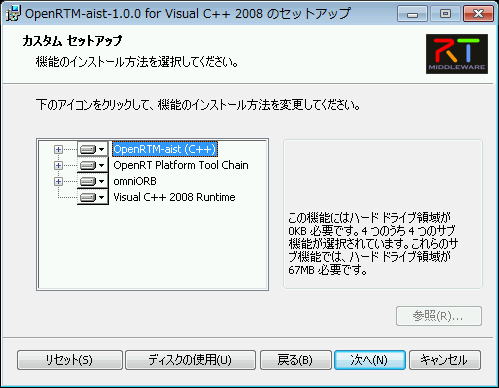 OpenRTM-aist-1.0.0 for Visual C++ 2008 のセットアップ
カスタム セットアップ
機能のインストール方法を選択してください。
RT
MIDDLEWARE
下のアイコンをクリックして、機能のインストール方法を変更してください。
OpenRTM-aist (C++)
OpenRT Platform Tool Chain
omniORB
Visual C++ 2008 Runtime
この機能にはハード ドライブ領域が
0KB 必要です。4 つのうち 4 つのサブ
機能が選択されています。これらのサ
ブ機能では、ハード ドライブ領域が
67MB 必要です。
参照(R)...
リセット(S)
ディスクの使用(U)
戻る(B)
次へ(N)
キャンセル